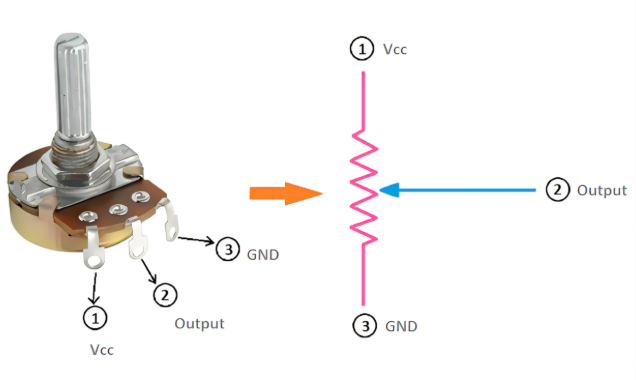 1 Vcc
2 Output
3 GND
3 GND
2
Output
1
Vcc